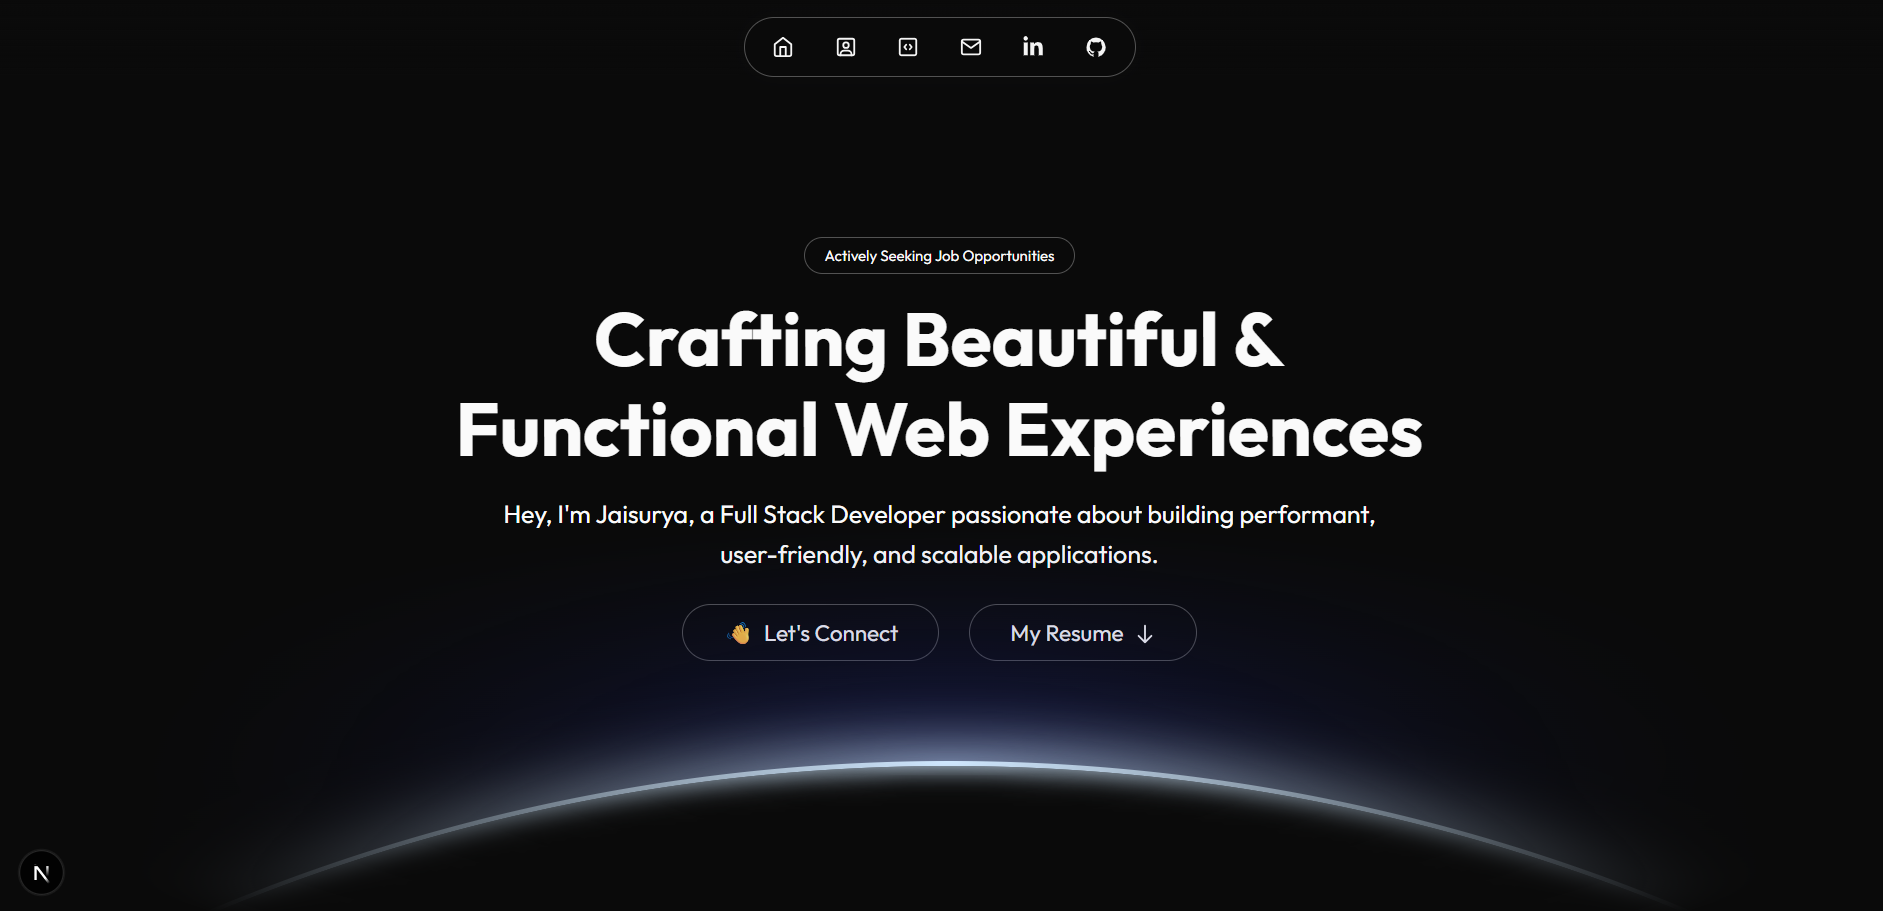 in
Actively Seeking Job Opportunities
Crafting Beautiful &
Functional Web Experiences
Hey, I'm Jaisurya, a Full Stack Developer passionate about building performant,
user-friendly, and scalable applications.
Let's Connect
My Resume
N